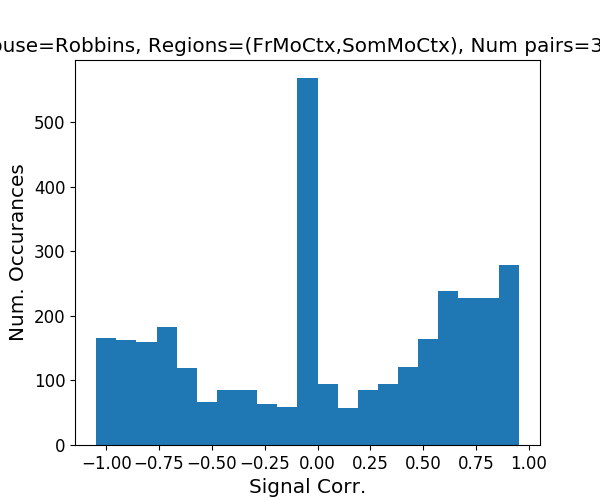 ouse=Robbins, Regions=(FrMoCtx,SomMoCtx), Num pairs=3
500
400
300
200
100
0
Num. Occurances
−1.00 −0.75 −0.50 −0.25 0.00 0.25 0.50 0.75 1.00
Signal Corr.